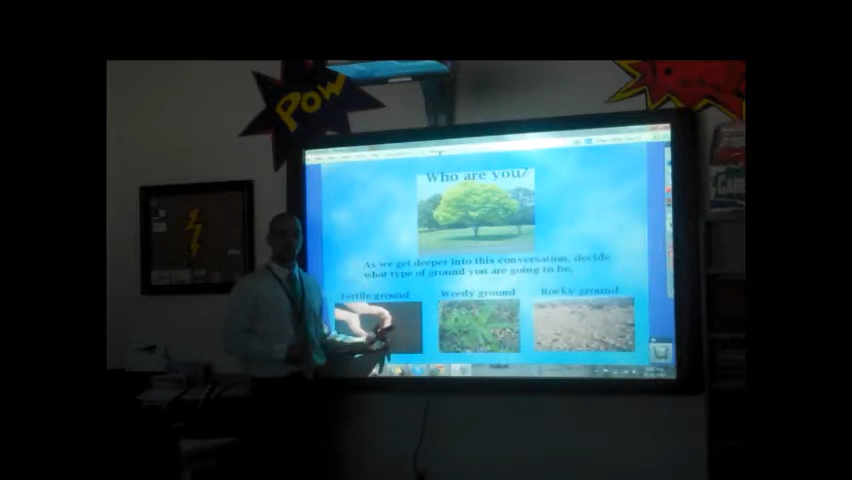 POW
Who are you?
As we get deeper into this conversation, decide
what type of ground you are going to be.
Fertile ground
Weedy ground
Rocky ground